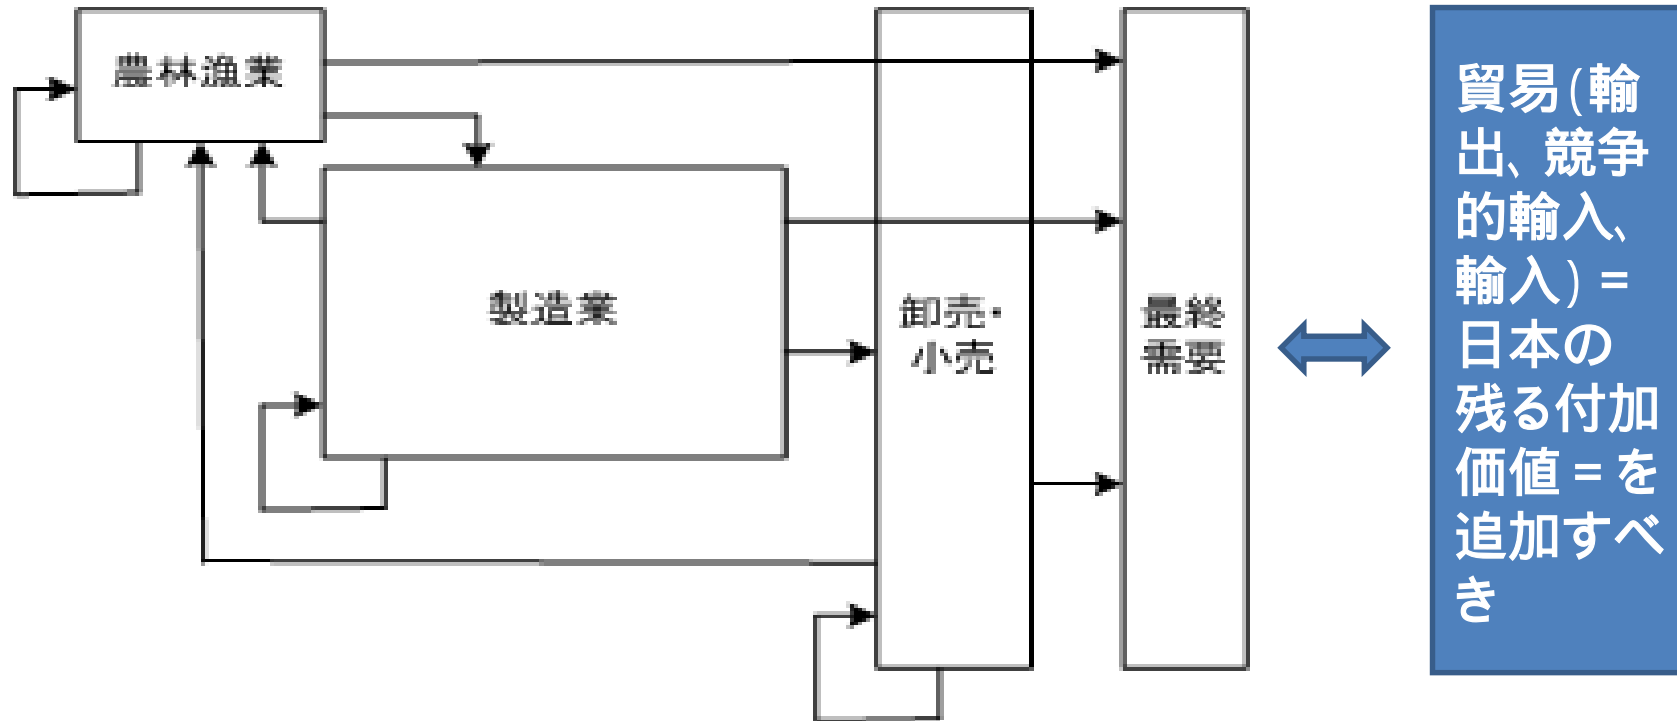 農林漁業
製造業
卸売・
小売
最終
需要
貿易(輸
出、競争
的輸入、
輸入)=
日本の
残る付加
価値=を
追加すべ
き